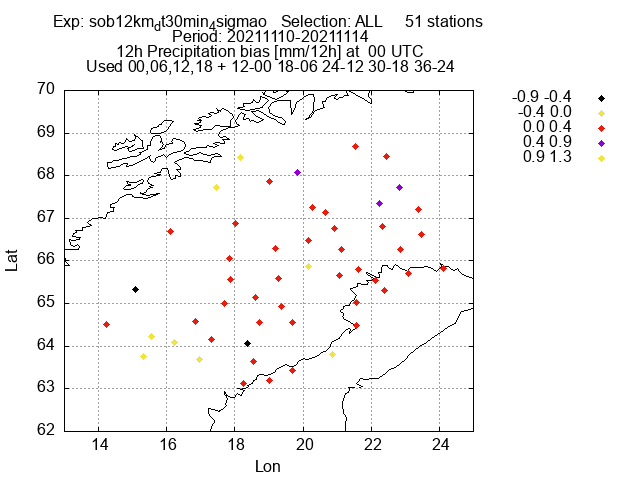 Exp: sob12km_dt30min_4sigmao   Selection: ALL     51 stations
Period: 20211110-20211114
12h Precipitation bias [mm/12h] at  00 UTC
Used 00,06,12,18 + 12-00  18-06 24-12 30-18 36-24
-0.9 -0.4
-0.4 0.0
0.0 0.4
0.4 0.9
0.9 1.3
70
69
68
67
66
65
64
63
62
Lat
14 16 18 20 22 24
Lon